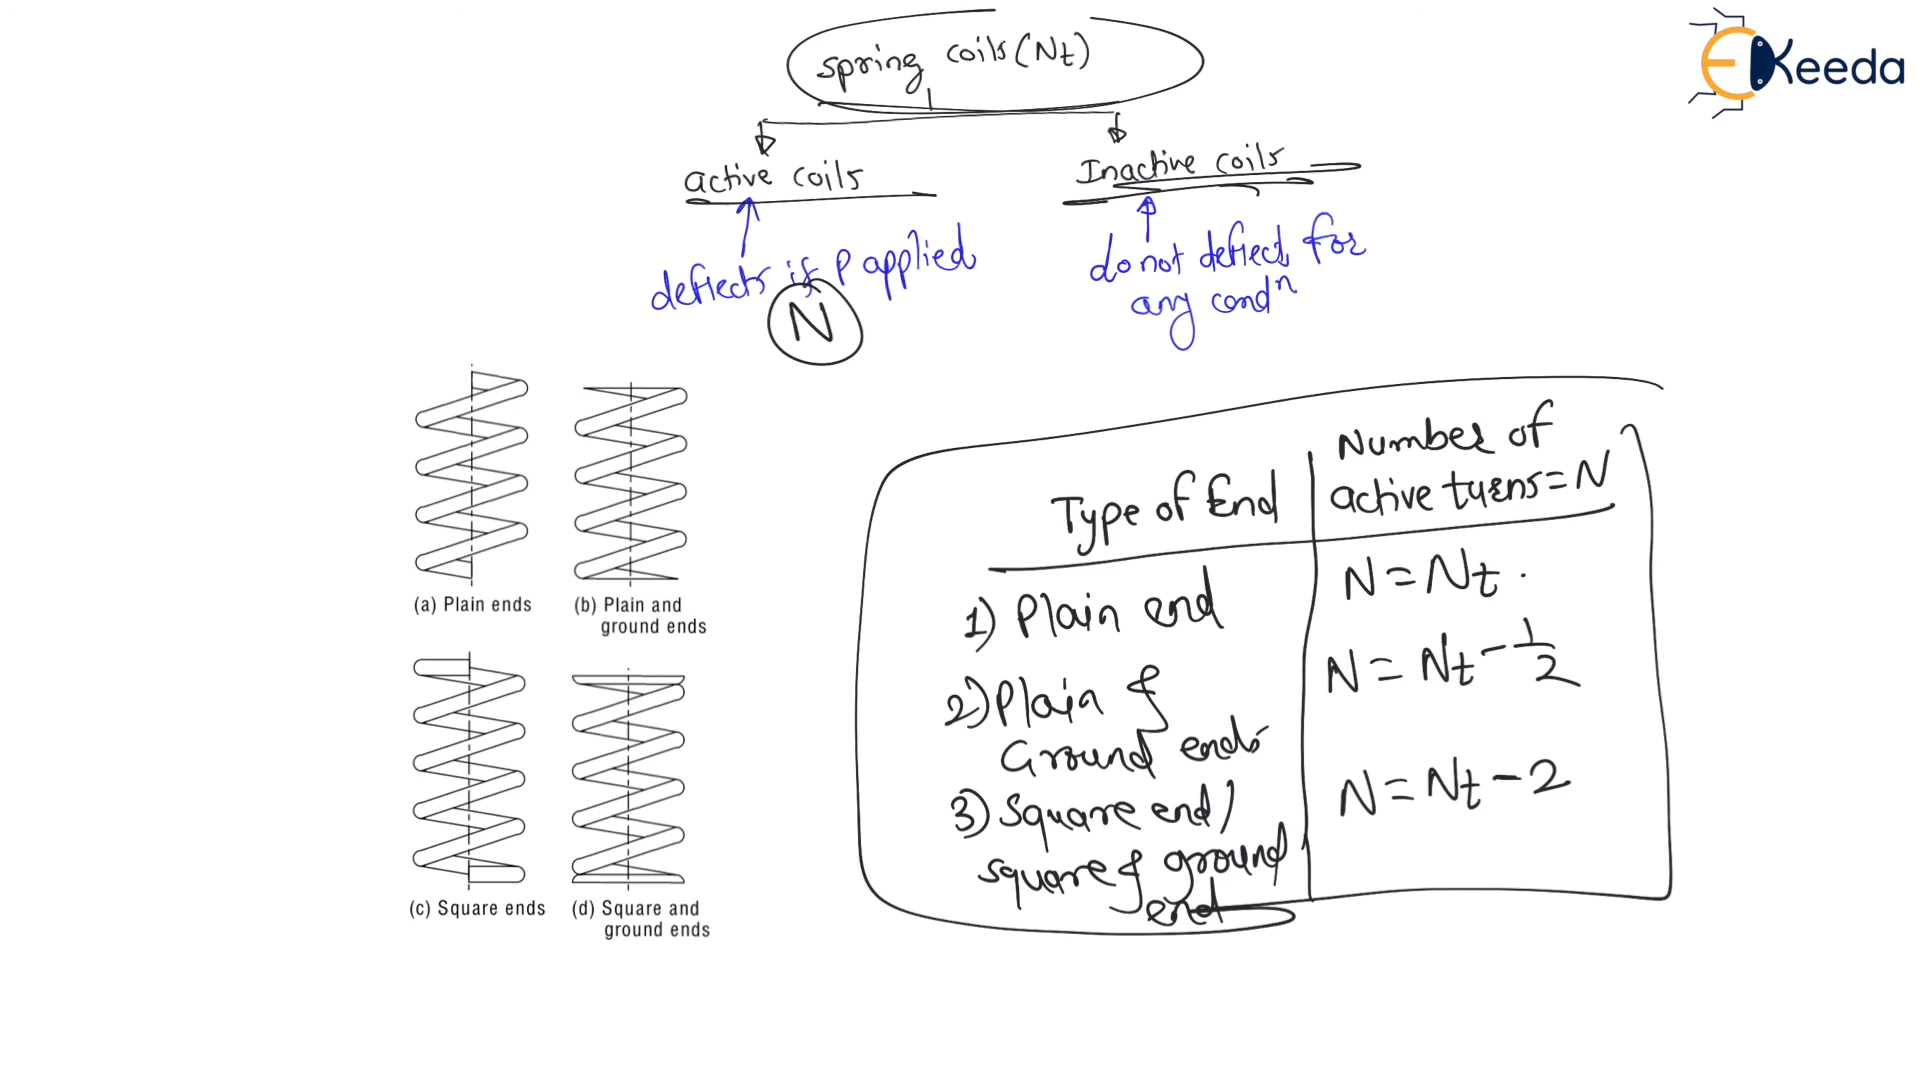 spring coils (Nt)
EKeeda
active coils
Inactive coils
deflects if P applied
do not deflect for
any condⁿ
N
Type of End
Number of
active turns = N
1) Plain end
N = Nt .
2) Plain &
Ground ends
N = Nt - 1/2
3) Square end /
square & ground
end
N = Nt - 2
(a) Plain ends
(b) Plain and
ground ends
(c) Square ends
(d) Square and
ground ends